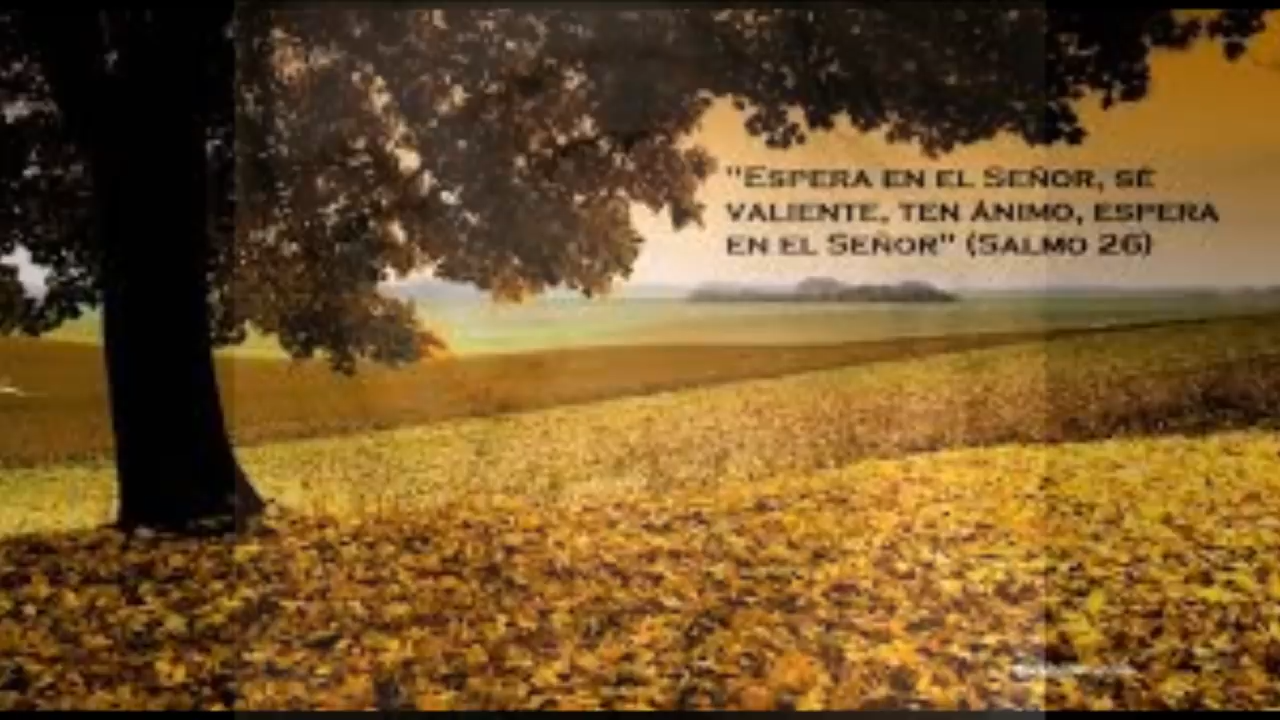 "Espera en el Señor, sé
valiente, ten ánimo, espera
en el Señor" (Salmo 26)